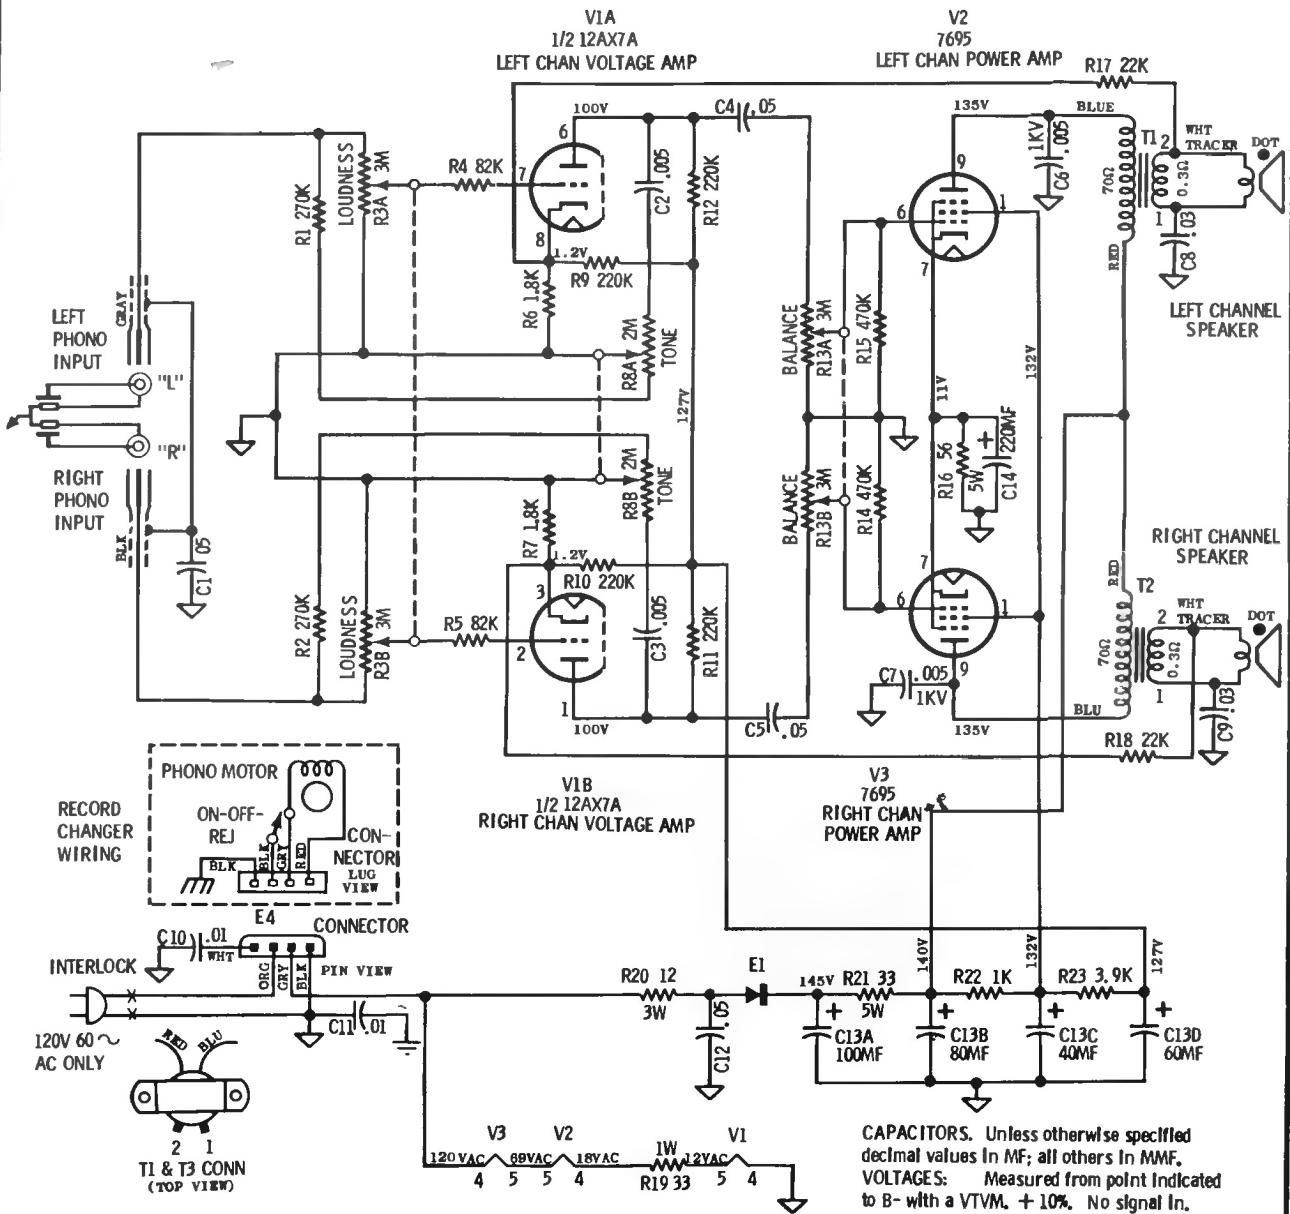 V1A
1/2 12AX7A
LEFT CHAN VOLTAGE AMP
V2
7695
LEFT CHAN POWER AMP
R17 22K
100V
C4 .05
135V
BLUE
1KV
.005
C6
T1
2
WHT
TRACER
DOT
70Ω
0.3Ω
1
.03
C8
RED
LEFT CHANNEL
SPEAKER
R1 270K
LOUDNESS
R3A 3M
R4 82K
6
7
8
1.2V
R9 220K
R6 1.8K
.005
C2
R12 220K
2M
R8A
TONE
127V
BALANCE
R13A 3M
R15 470K
9
6
1
7
11V
132V
GRAY
LEFT
PHONO
INPUT
"L"
"R"
RIGHT
PHONO
INPUT
BLK
.05
C1
R16 56
5W
+
220MF
C14
2M
R8B
TONE
BALANCE
R13B 3M
R14 470K
R7 1.8K
1.2V
R10 220K
3
2
1
R2 270K
LOUDNESS
R3B 3M
R5 82K
.005
C3
R11 220K
100V
C5 .05
7
6
1
9
C7 .005
1KV
135V
RIGHT CHANNEL
SPEAKER
RED
T2
2
WHT
TRACER
DOT
70Ω
0.3Ω
1
BLU
.03
C9
R18 22K
V1B
1/2 12AX7A
RIGHT CHAN VOLTAGE AMP
V3
7695
RIGHT CHAN
POWER AMP
RECORD
CHANGER
WIRING
PHONO MOTOR
ON-OFF-
REJ
BLK
BLK
GRY
RED
CON-
NECTOR
LUG
VIEW
E4
CONNECTOR
C10 .01
WHT
PIN VIEW
ORG
GRY
BLK
INTERLOCK
120V 60~
AC ONLY
C11 .01
RED
BLU
2 1
T1 & T3 CONN
(TOP VIEW)
R20 12
3W
E1
.05
C12
145V
R21 33
5W
140V
R22 1K
132V
R23 3.9K
127V
+
C13A
100MF
+
C13B
80MF
+
C13C
40MF
+
C13D
60MF
120VAC
V3
4 5
69VAC
V2
5 4
18VAC
1W
R19 33
12VAC
V1
5 4
CAPACITORS. Unless otherwise specified
decimal values in MF; all others in MMF.
VOLTAGES: Measured from point indicated
to B- with a VTVM. + 10%. No signal in.